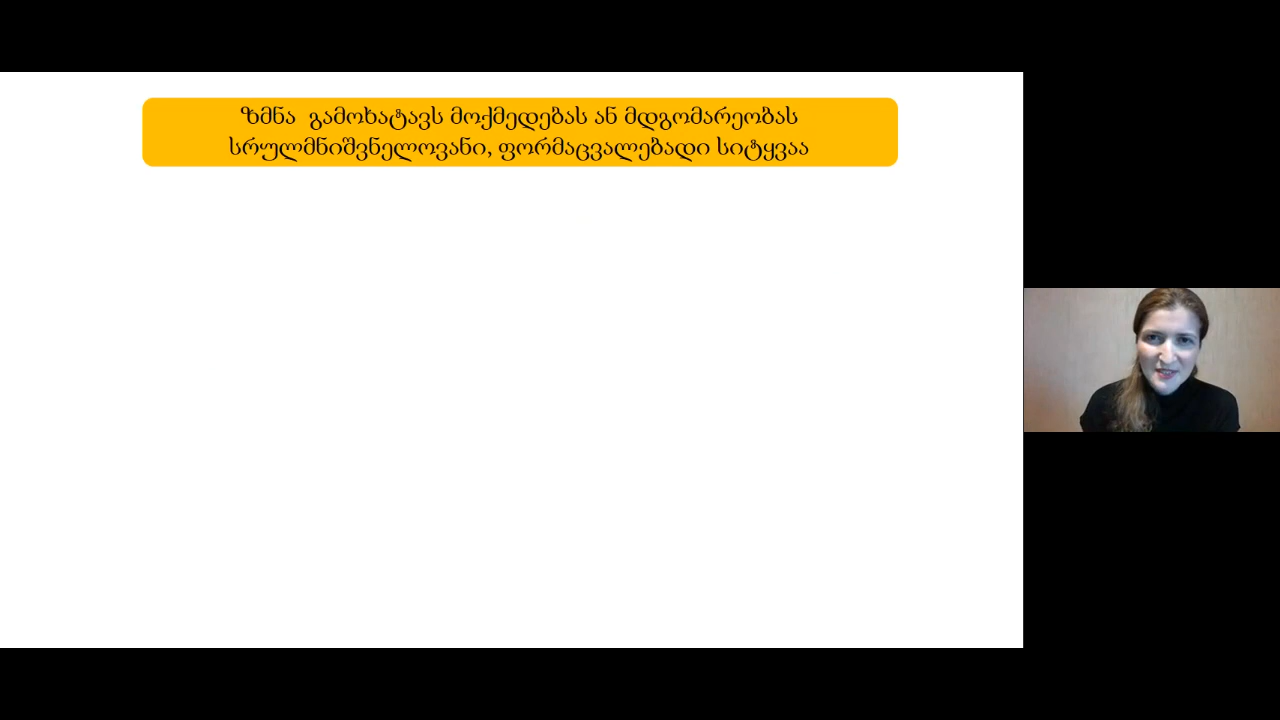 ზმნა გამოხატავს მოქმედებას ან მდგომარეობას
სრულმნიშვნელოვანი, ფორმაცვალებადი სიტყვაა